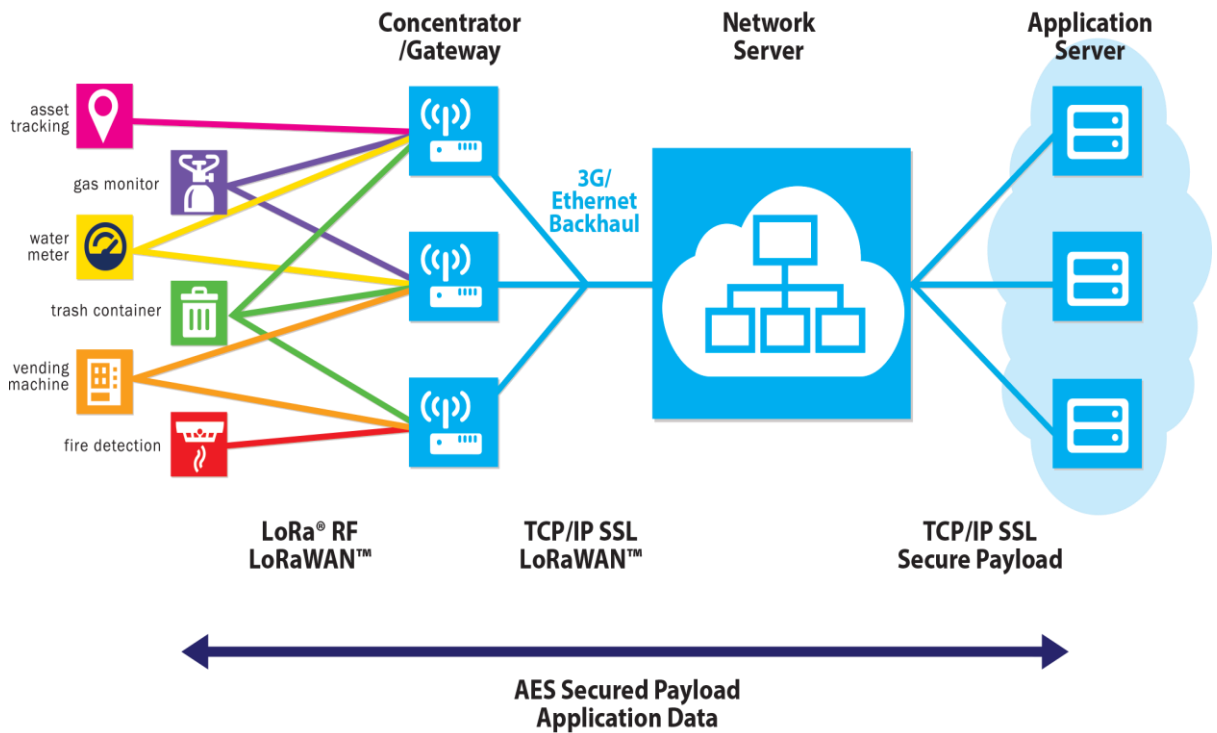 Concentrator
/Gateway
Network
Server
Application
Server
asset
tracking
gas monitor
water
meter
trash container
vending
machine
fire detection
3G/
Ethernet
Backhaul
LoRa® RF
LoRaWAN™
TCP/IP SSL
LoRaWAN™
TCP/IP SSL
Secure Payload
AES Secured Payload
Application Data